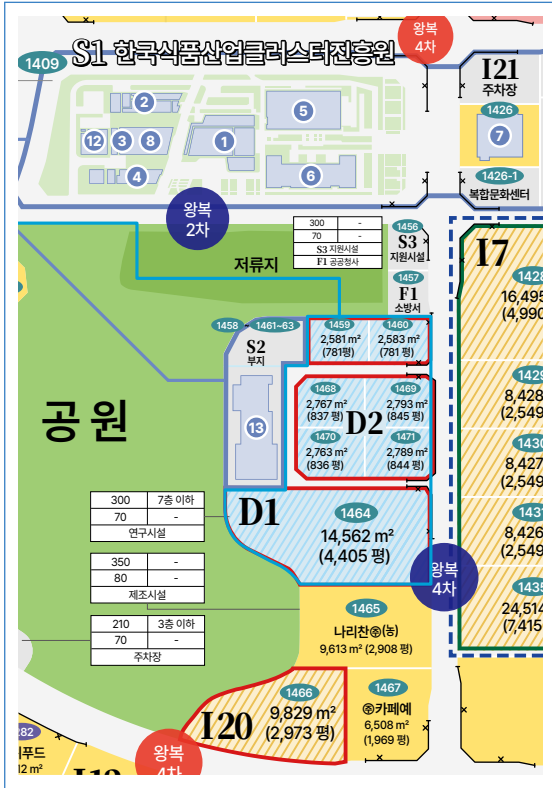 왕복
4차
1409
S1 한국식품산업클러스터진흥원
I21
주차장
1426
2
5
12
3
8
1
7
4
6
1426-1
복합문화센터
왕복
2차
300 -
70 -
S3 지원시설
F1 공공청사
1456
S3
지원시설
I7
저류지
1457
F1
소방서
1428
16,495
(4,990
1458
1461~63
S2
부지
1459
2,581 m²
(781평)
1460
2,583 m²
(781 평)
1468
2,767 m²
(837 평)
1469
2,793 m²
(845 평)
D2
1429
8,428
(2,549
공 원
13
1470
2,763 m²
(836 평)
1471
2,789 m²
(844 평)
1430
8,427
(2,549
300 7층 이하
70 -
연구시설
D1
1464
14,562 m²
(4,405 평)
1431
8,426
(2,549
350 -
80 -
제조시설
왕복
4차
1435
24,514
(7,415
210 3층 이하
70 -
주차장
1465
나리찬㈜(농)
9,613 m² (2,908 평)
1466
I20
9,829 m²
(2,973 평)
1467
㈜카페예
6,508 m²
(1,969 평)
282
푸드
12 m²
왕복
4차